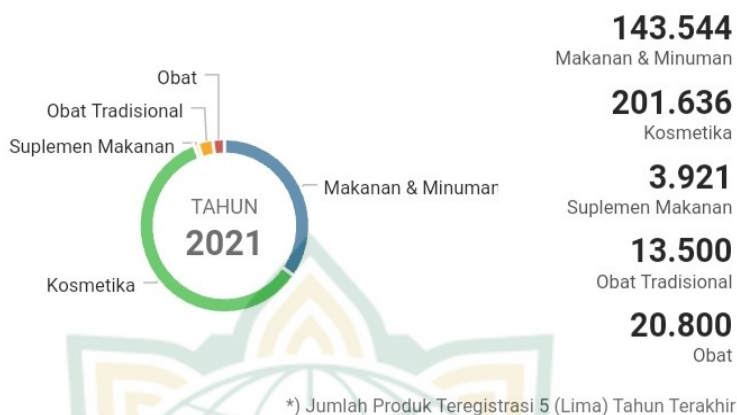 Obat
Obat Tradisional
Suplemen Makanan
Makanan & Minuman
Kosmetika
TAHUN
2021
143.544
Makanan & Minuman
201.636
Kosmetika
3.921
Suplemen Makanan
13.500
Obat Tradisional
20.800
Obat
*) Jumlah Produk Teregistrasi 5 (Lima) Tahun Terakhir